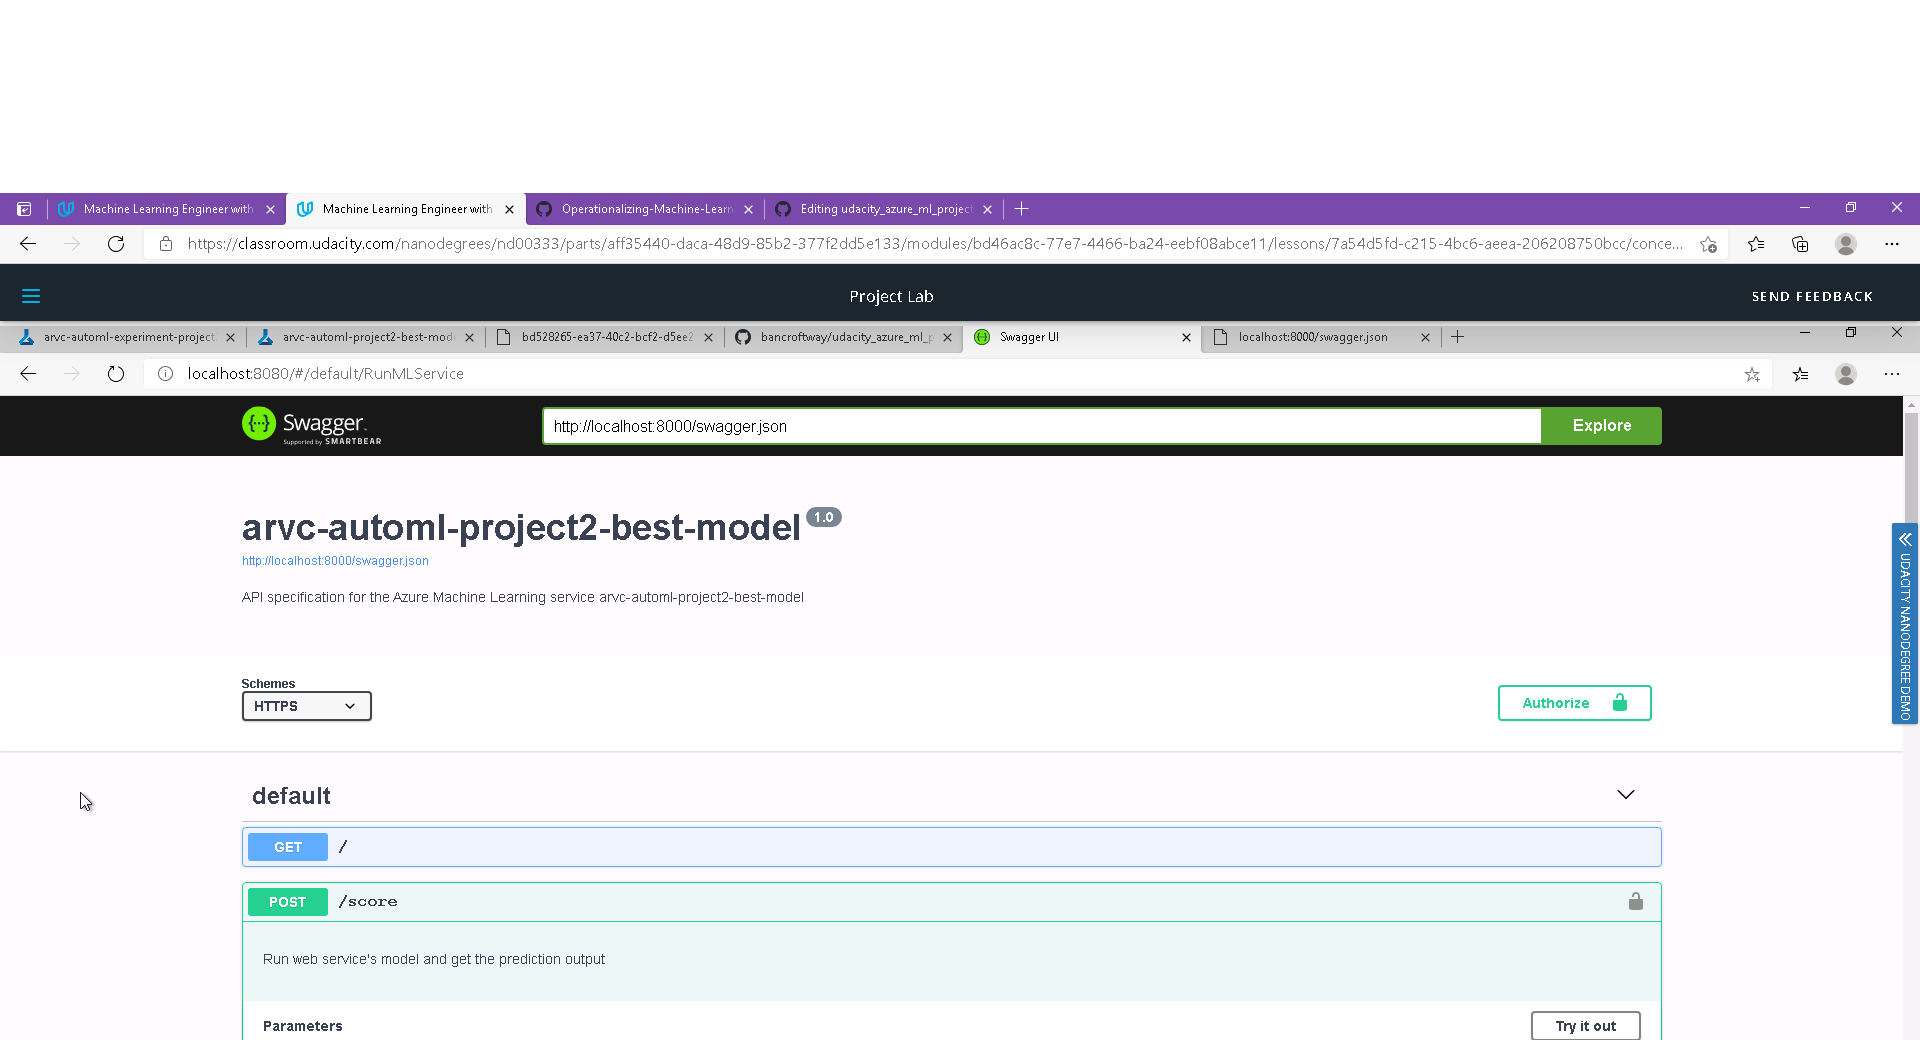 Machine Learning Engineer with
Machine Learning Engineer with
Operationalizing-Machine-Learn
Editing udacity_azure_ml_project
https://classroom.udacity.com/nanodegrees/nd00333/parts/aff35440-daca-48d9-85b2-377f2dd5e133/modules/bd46ac8c-77e7-4466-ba24-eebf08abce11/lessons/7a54d5fd-c215-4bc6-aeea-206208750bcc/conce...
Project Lab
SEND FEEDBACK
arvc-automl-experiment-project
arvc-automl-project2-best-mod
bd528265-ea37-40c2-bcf2-d5ee2
bancroftway/udacity_azure_ml_p
Swagger UI
localhost:8000/swagger.json
localhost:8080/#/default/RunMLService
Swagger.
Supported by SMARTBEAR
http://localhost:8000/swagger.json
Explore
arvc-automl-project2-best-model 1.0
http://localhost:8000/swagger.json
API specification for the Azure Machine Learning service arvc-automl-project2-best-model
UDACITY NANODEGREE DEMO
Schemes
HTTPS
Authorize
default
GET /
POST /score
Run web service's model and get the prediction output
Parameters
Try it out